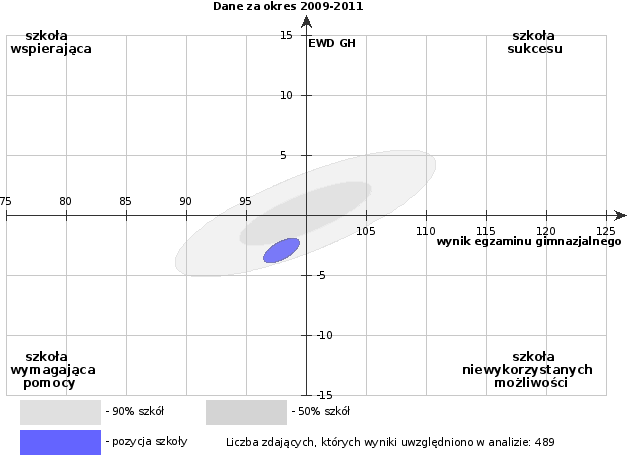 Dane za okres 2009-2011
szkoła
wspierająca
szkoła
sukcesu
EWD GH
15
10
5
75
80
85
90
95
105
110
115
120
125
wynik egzaminu gimnazjalnego
-5
-10
-15
szkoła
wymagająca
pomocy
szkoła
niewykorzystanych
możliwości
- 90% szkół
- 50% szkół
- pozycja szkoły
Liczba zdających, których wyniki uwzględniono w analizie: 489